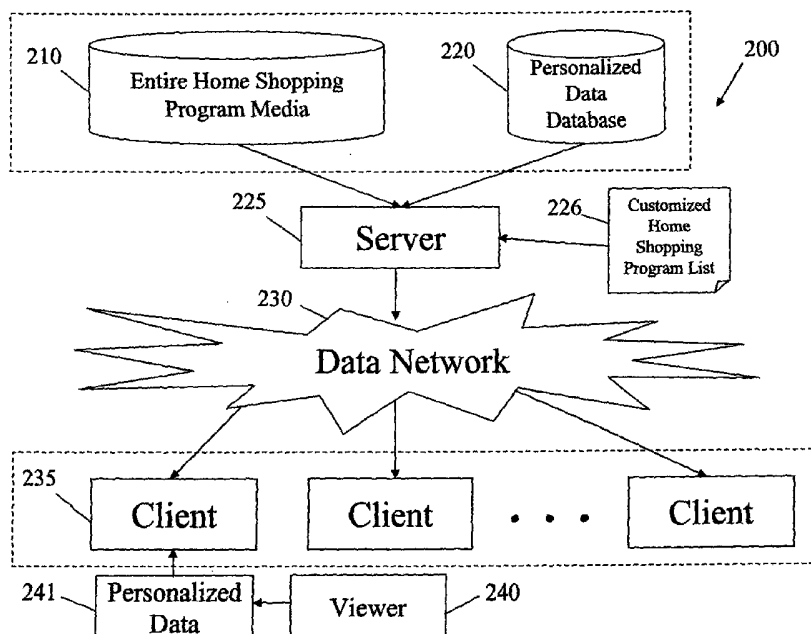 210
Entire Home Shopping
Program Media
220
Personalized
Data
Database
200
225
Server
226
Customized
Home
Shopping
Program List
230
Data Network
235
Client
Client
• • •
Client
241
Personalized
Data
Viewer
240